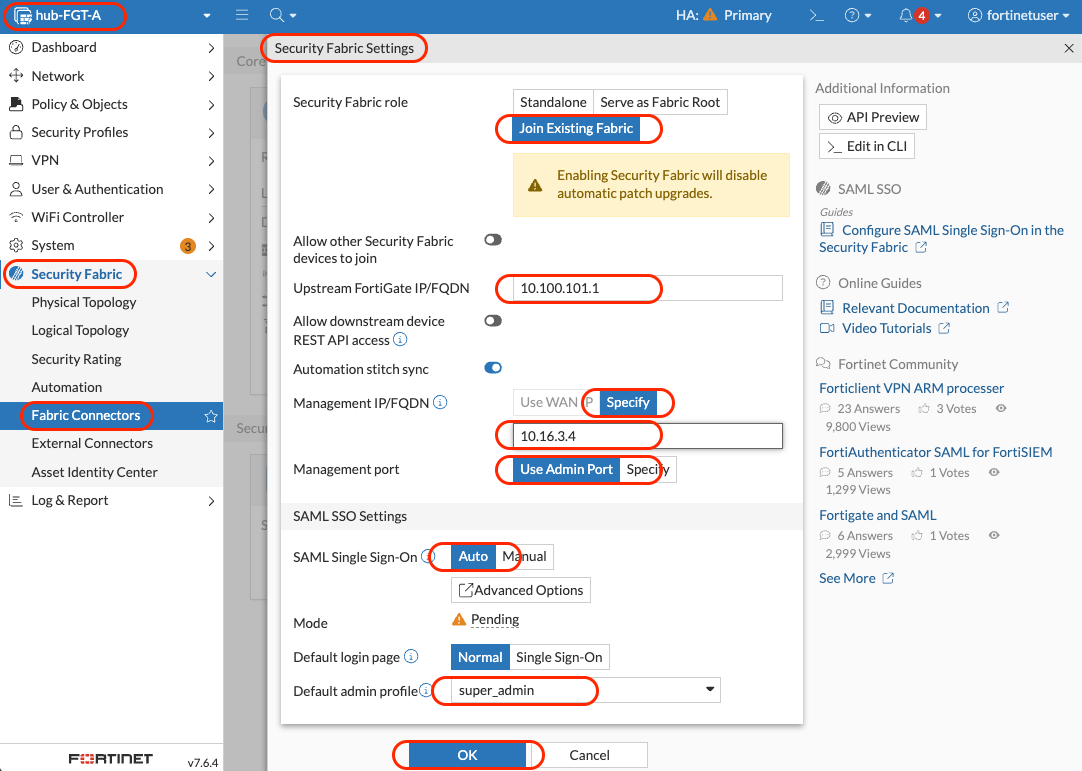 hub-FGT-A
HA: Primary
4
fortinetuser
Dashboard
Network
Policy & Objects
Security Profiles
VPN
User & Authentication
WiFi Controller
System
3
Security Fabric
Physical Topology
Logical Topology
Security Rating
Automation
Fabric Connectors
External Connectors
Asset Identity Center
Log & Report
FORTINET
v7.6.4
Core
Secu
Security Fabric Settings
Security Fabric role
Standalone
Serve as Fabric Root
Join Existing Fabric
Enabling Security Fabric will disable
automatic patch upgrades.
Allow other Security Fabric
devices to join
Upstream FortiGate IP/FQDN
10.100.101.1
Allow downstream device
REST API access
Automation stitch sync
Management IP/FQDN
Use WAN IP
Specify
10.16.3.4
Management port
Use Admin Port
Specify
SAML SSO Settings
SAML Single Sign-On
Auto
Manual
Advanced Options
Mode
Pending
Default login page
Normal
Single Sign-On
Default admin profile
super_admin
OK
Cancel
Additional Information
API Preview
>_ Edit in CLI
SAML SSO
Guides
Configure SAML Single Sign-On in the
Security Fabric
Online Guides
Relevant Documentation
Video Tutorials
Fortinet Community
Forticlient VPN ARM processer
23 Answers 3 Votes
9,800 Views
FortiAuthenticator SAML for FortiSIEM
5 Answers 1 Votes
1,299 Views
Fortigate and SAML
6 Answers 1 Votes
2,999 Views
See More